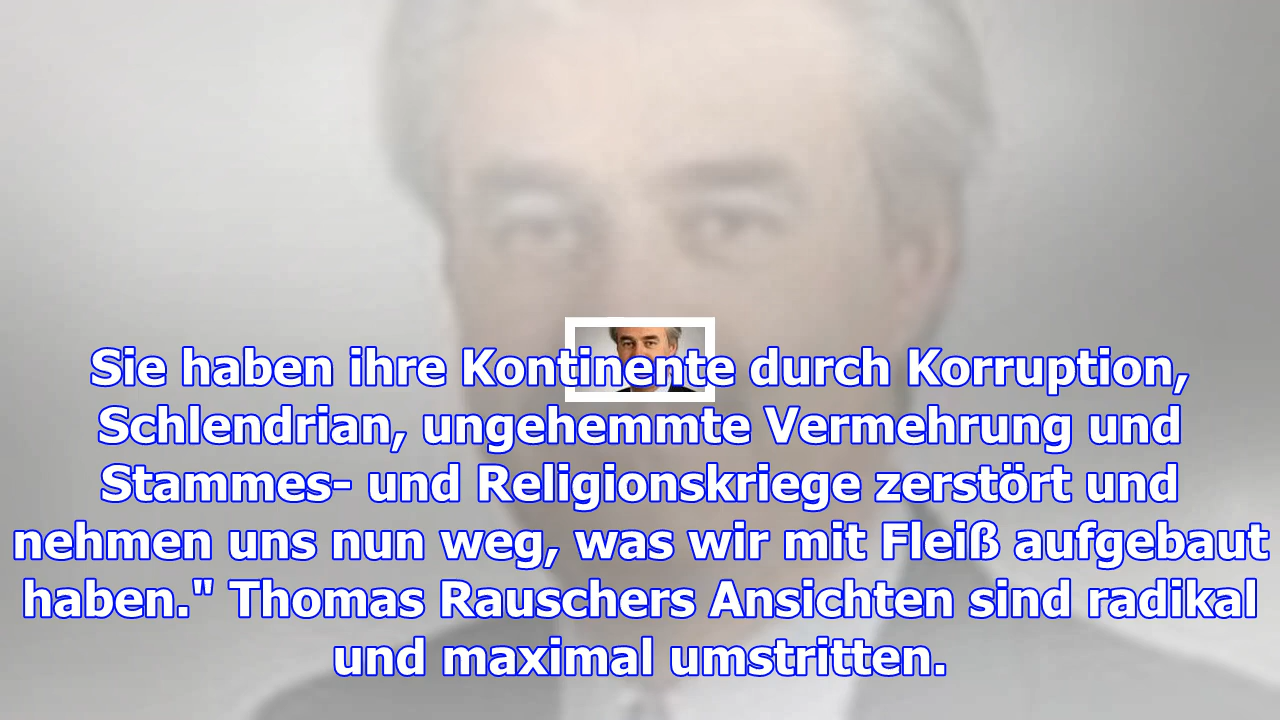 Sie haben ihre Kontinente durch Korruption,
Schlendrian, ungehemmte Vermehrung und
Stammes- und Religionskriege zerstört und
nehmen uns nun weg, was wir mit Fleiß aufgebaut
haben." Thomas Rauschers Ansichten sind radikal
und maximal umstritten.